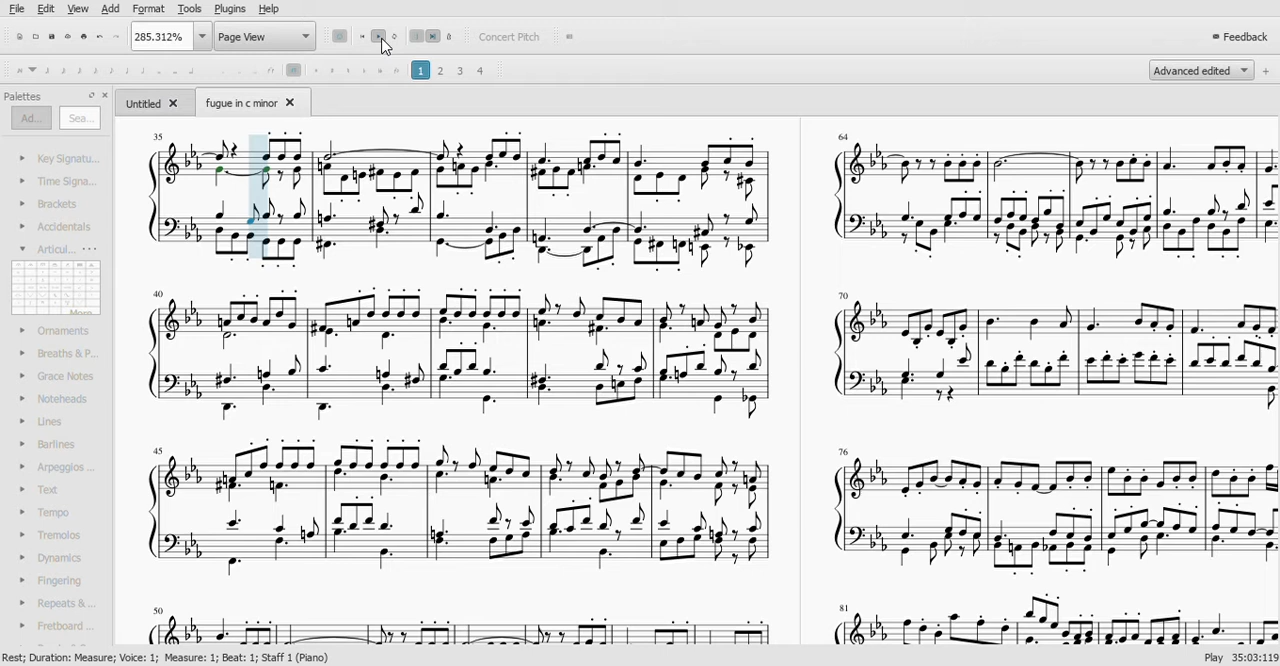 File Edit View Add Format Tools Plugins Help
285.312% Page View Concert Pitch Feedback
1 2 3 4 Advanced edited +
Palettes
Untitled fugue in c minor
Ad... Sea...
Key Signatu...
Time Signa...
Brackets
Accidentals
Articul... ...
More
Ornaments
Breaths & P...
Grace Notes
Noteheads
Lines
Barlines
Arpeggios ...
Text
Tempo
Tremolos
Dynamics
Fingering
Repeats & ...
Fretboard ...
35
40
45
50
64
70
76
81
Rest; Duration: Measure; Voice: 1; Measure: 1; Beat: 1; Staff 1 (Piano) Play 35:03:119